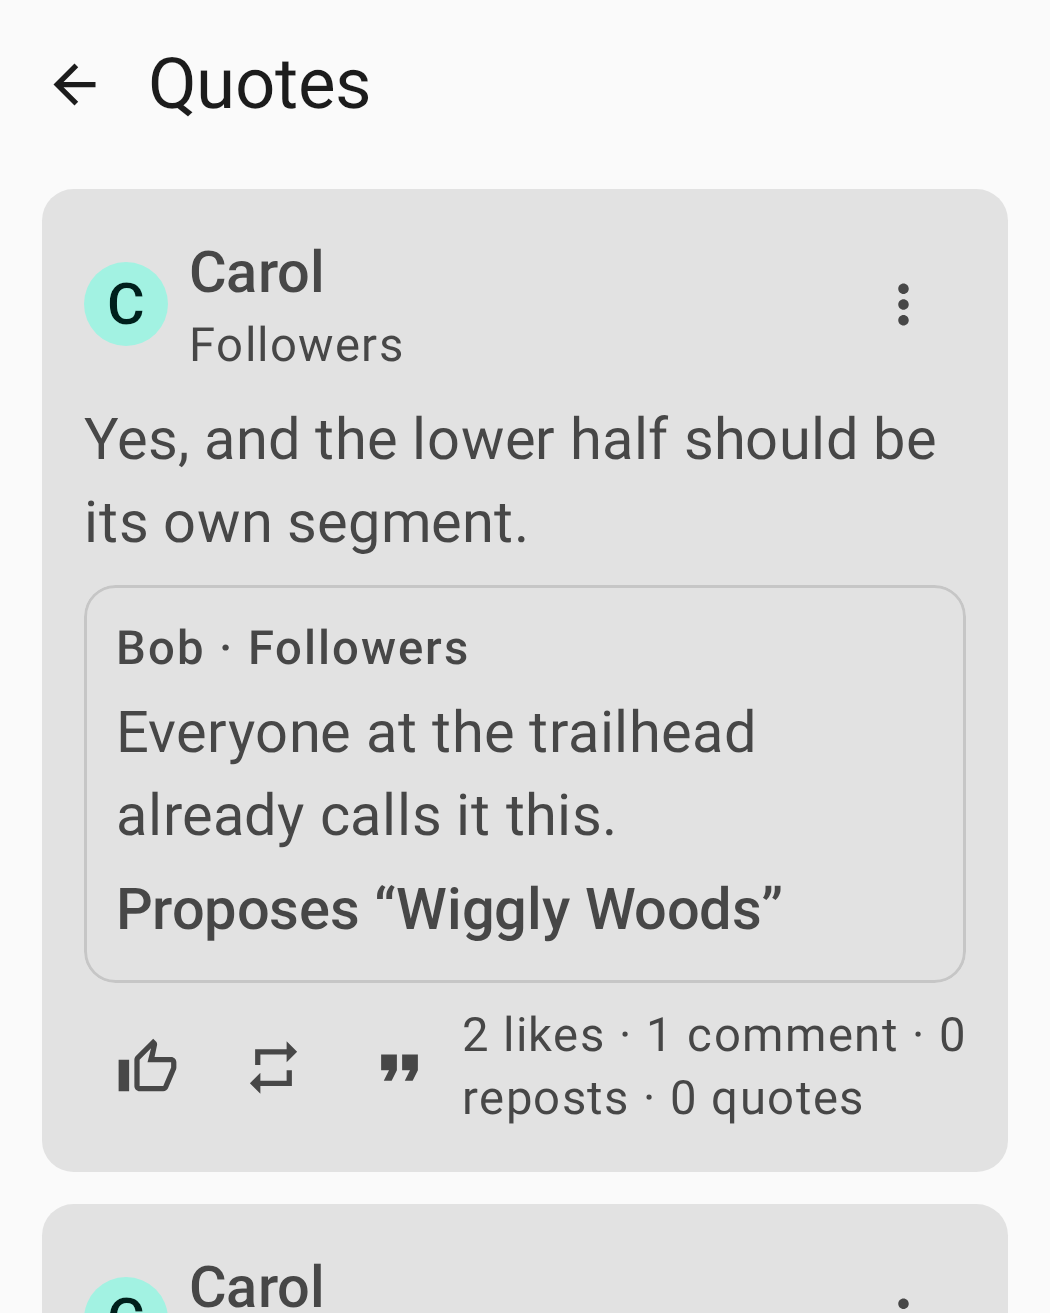 Quotes
C
Carol
Followers
Yes, and the lower half should be
its own segment.
Bob · Followers
Everyone at the trailhead
already calls it this.
Proposes “Wiggly Woods”
2 likes · 1 comment · 0
reposts · 0 quotes
C
Carol